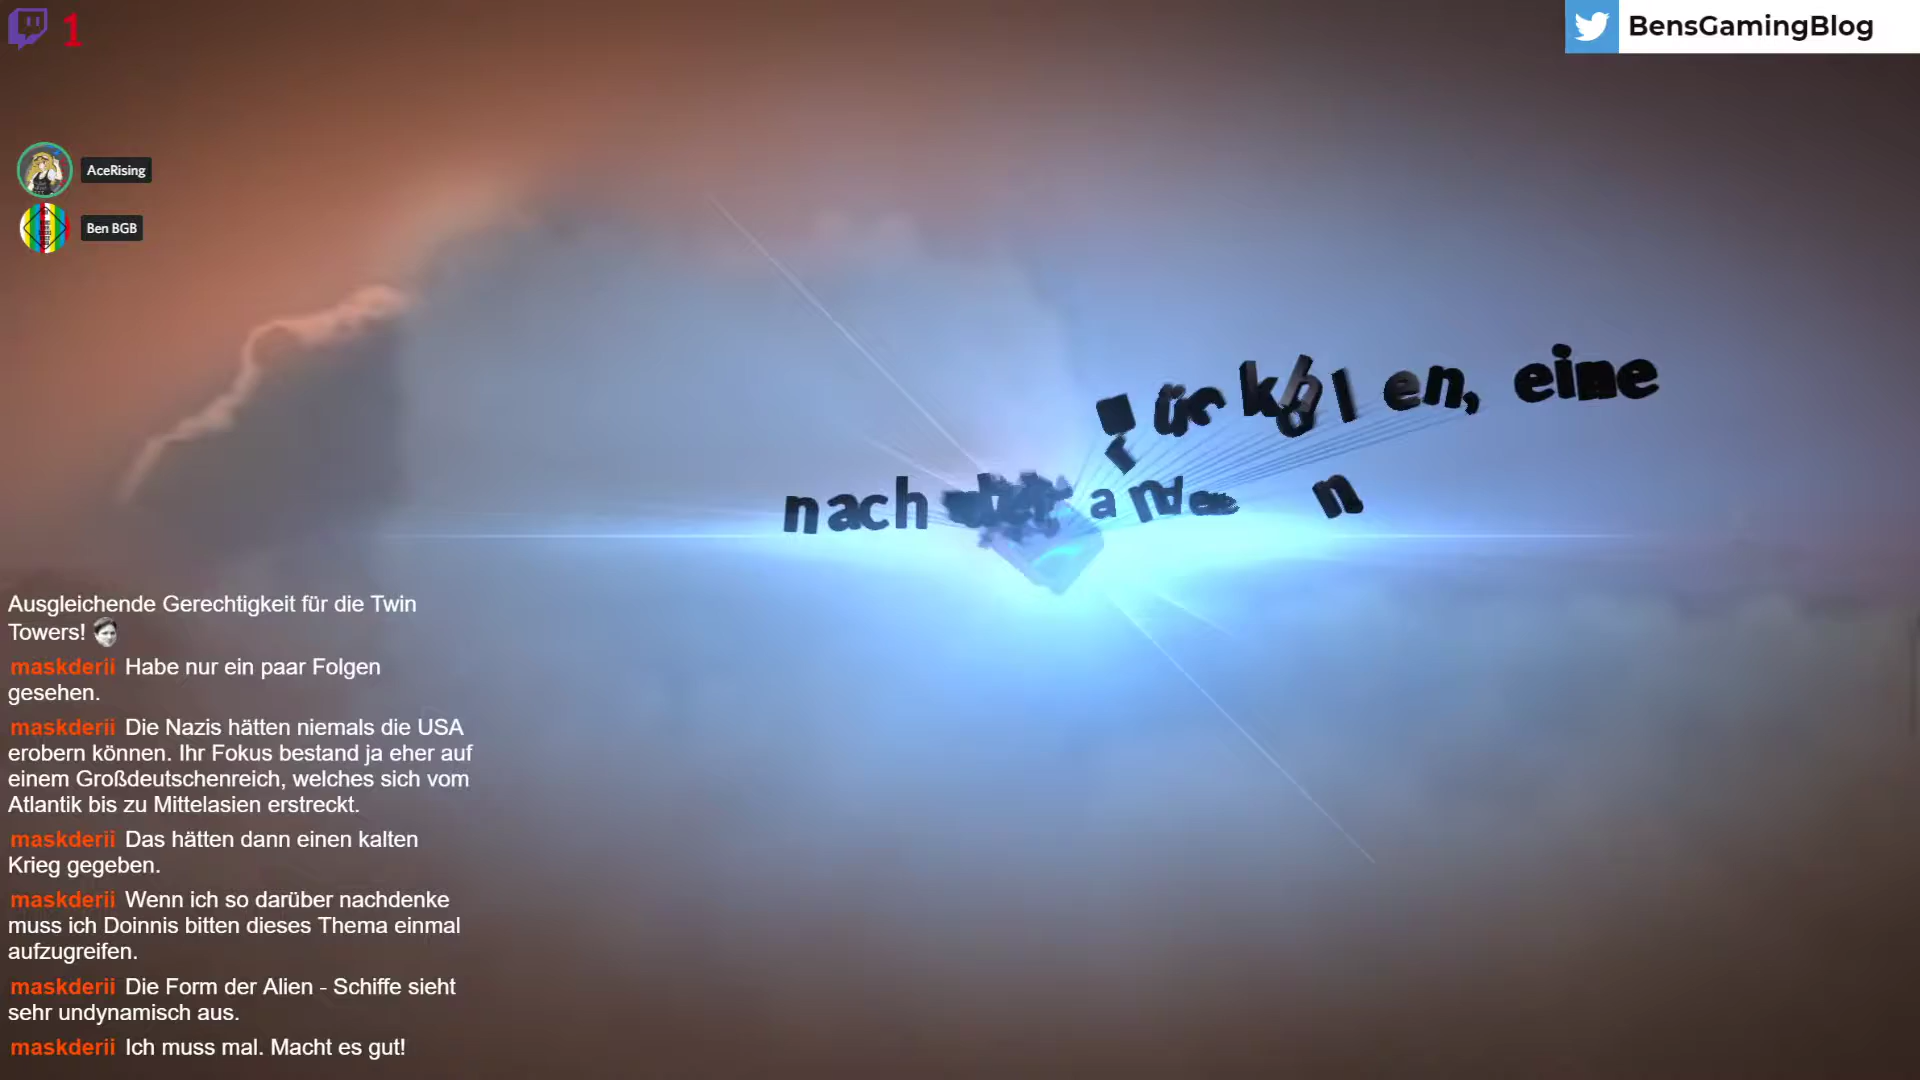 1
BensGamingBlog
AceRising
Ben BGB
rückholen, eine
nach
Ausgleichende Gerechtigkeit für die Twin
Towers!
maskderii Habe nur ein paar Folgen
gesehen.
maskderii Die Nazis hätten niemals die USA
erobern können. Ihr Fokus bestand ja eher auf
einem Großdeutschenreich, welches sich vom
Atlantik bis zu Mittelasien erstreckt.
maskderii Das hätten dann einen kalten
Krieg gegeben.
maskderii Wenn ich so darüber nachdenke
muss ich Doinnis bitten dieses Thema einmal
aufzugreifen.
maskderii Die Form der Alien - Schiffe sieht
sehr undynamisch aus.
maskderii Ich muss mal. Macht es gut!